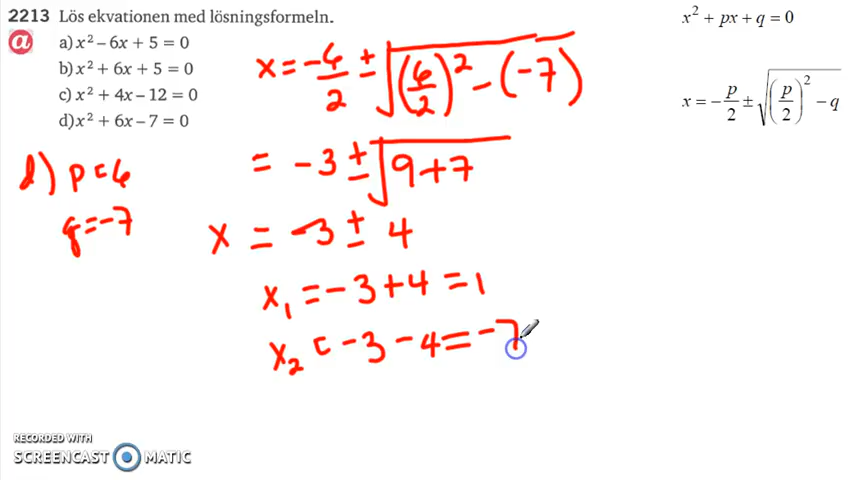 2213 Lös ekvationen med lösningsformeln.
a
a) x² – 6x + 5 = 0
b) x² + 6x + 5 = 0
c) x² + 4x – 12 = 0
d) x² + 6x – 7 = 0
x² + px + q = 0
x = -p/2 ± √((p/2)² - q)
d) p = 6
q = -7
x = -6/2 ± √((6/2)² - (-7))
= -3 ± √(9+7)
x = -3 ± 4
x₁ = -3 + 4 = 1
x₂ = -3 - 4 = -7
RECORDED WITH
SCREENCAST MATIC